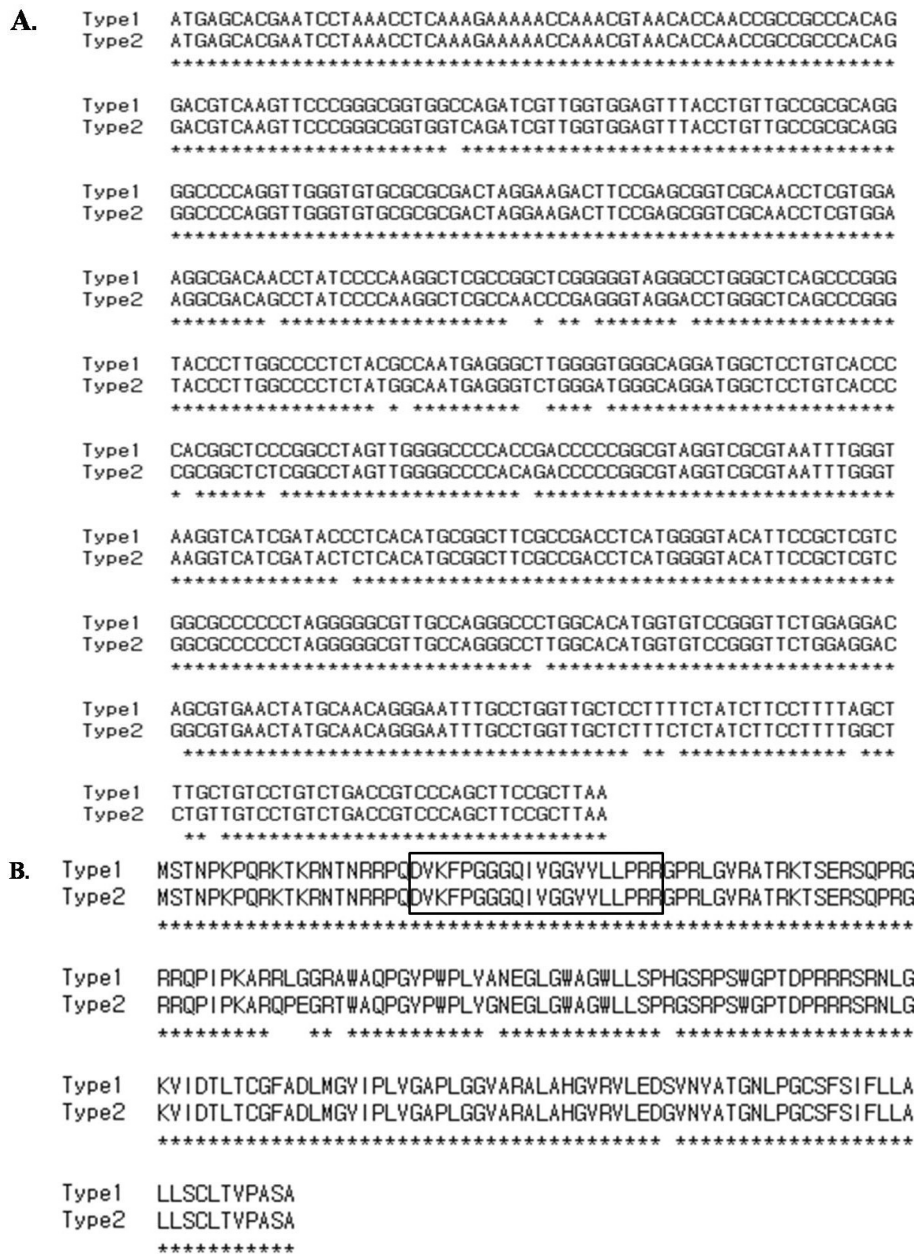 A.
Type1 ATGAGCACGAATCCTAAACCTCAAAGAAAAACCAAACGTAACACCAACCGCCGCCCACAG
Type2 ATGAGCACGAATCCTAAACCTCAAAGAAAAACCAAACGTAACACCAACCGCCGCCCACAG
************************************************************
Type1 GACGTCAAGTTCCCGGGCGGTGGCCAGATCGTTGGTGGAGTTTACCTGTTGCCGCGCAGG
Type2 GACGTCAAGTTCCCGGGCGGTGGTCAGATCGTTGGTGGAGTTTACCTGTTGCCGCGCAGG
*********************** ************************************
Type1 GGCCCCAGGTTGGGTGTGCGCGCGACTAGGAAGACTTCCGAGCGGTCGCAACCTCGTGGA
Type2 GGCCCCAGGTTGGGTGTGCGCGCGACTAGGAAGACTTCCGAGCGGTCGCAACCTCGTGGA
************************************************************
Type1 AGGCGACAACCTATCCCCAAGGCTCGCCGGCTCGGGGGTAGGGCCTGGGCTCAGCCCGGG
Type2 AGGCGACAGCCTATCCCCAAGGCTCGCCAACCCGAGGGTAGGACCTGGGCTCAGCCCGGG
******** *******************  * ** ******* *****************
Type1 TACCCTTGGCCCCTCTACGCCAATGAGGGCTTGGGGTGGGCAGGATGGCTCCTGTCACCC
Type2 TACCCTTGGCCCCTCTATGGCAATGAGGGTCTGGGATGGGCAGGATGGCTCCTGTCACCC
***************** * *********  **** ************************
Type1 CACGGCTCCCGGCCTAGTTGGGGCCCCACCGACCCCCGGCGTAGGTCGCGTAATTTGGGT
Type2 CGCGGCTCTCGGCCTAGTTGGGGCCCCACAGACCCCCGGCGTAGGTCGCGTAATTTGGGT
* ****** ******************** ******************************
Type1 AAGGTCATCGATACCCTCACATGCGGCTTCGCCGACCTCATGGGGTACATTCCGCTCGTC
Type2 AAGGTCATCGATACTCTCACATGCGGCTTCGCCGACCTCATGGGGTACATTCCGCTCGTC
************** *********************************************
Type1 GGCGCCCCCCTAGGGGGCGTTGCCAGGGCCCTGGCACATGGTGTCCGGGTTCTGGAGGAC
Type2 GGCGCCCCCCTAGGGGGCGTTGCCAGGGCCTTGGCACATGGTGTCCGGGTTCTGGAGGAC
****************************** *****************************
Type1 AGCGTGAACTATGCAACAGGGAATTTGCCTGGTTGCTCCTTTTCTATCTTCCTTTTAGCT
Type2 GGCGTGAACTATGCAACAGGGAATTTGCCTGGTTGCTCTTTCTCTATCTTCCTTTTGGCT
 ************************************* ** ************** ***
Type1 TTGCTGTCCTGTCTGACCGTCCCAGCTTCCGCTTAA
Type2 CTGTTGTCCTGTCTGACCGTCCCAGCTTCCGCTTAA
 ** ********************************
B.
Type1 MSTNPKPQRKTKRNTNRRPQDVKFPGGGQIVGGVYLLPRRGPRLGVRATRKTSERSQPRG
Type2 MSTNPKPQRKTKRNTNRRPQDVKFPGGGQIVGGVYLLPRRGPRLGVRATRKTSERSQPRG
************************************************************
Type1 RRQPIPKARRLGGRAWAQPGYPWPLYANEGLGWAGWLLSPHGSRPSWGPTDPRRRSRNLG
Type2 RRQPIPKARQPEGRTWAQPGYPWPLYGNEGLGWAGWLLSPRGSRPSWGPTDPRRRSRNLG
*********   ** *********** ************* *******************
Type1 KVIDTLTCGFADLMGYIPLVGAPLGGVARALAHGVRVLEDSVNYATGNLPGCSFSIFLLA
Type2 KVIDTLTCGFADLMGYIPLVGAPLGGVARALAHGVRVLEDGVNYATGNLPGCSFSIFLLA
**************************************** *******************
Type1 LLSCLTVPASA
Type2 LLSCLTVPASA
***********